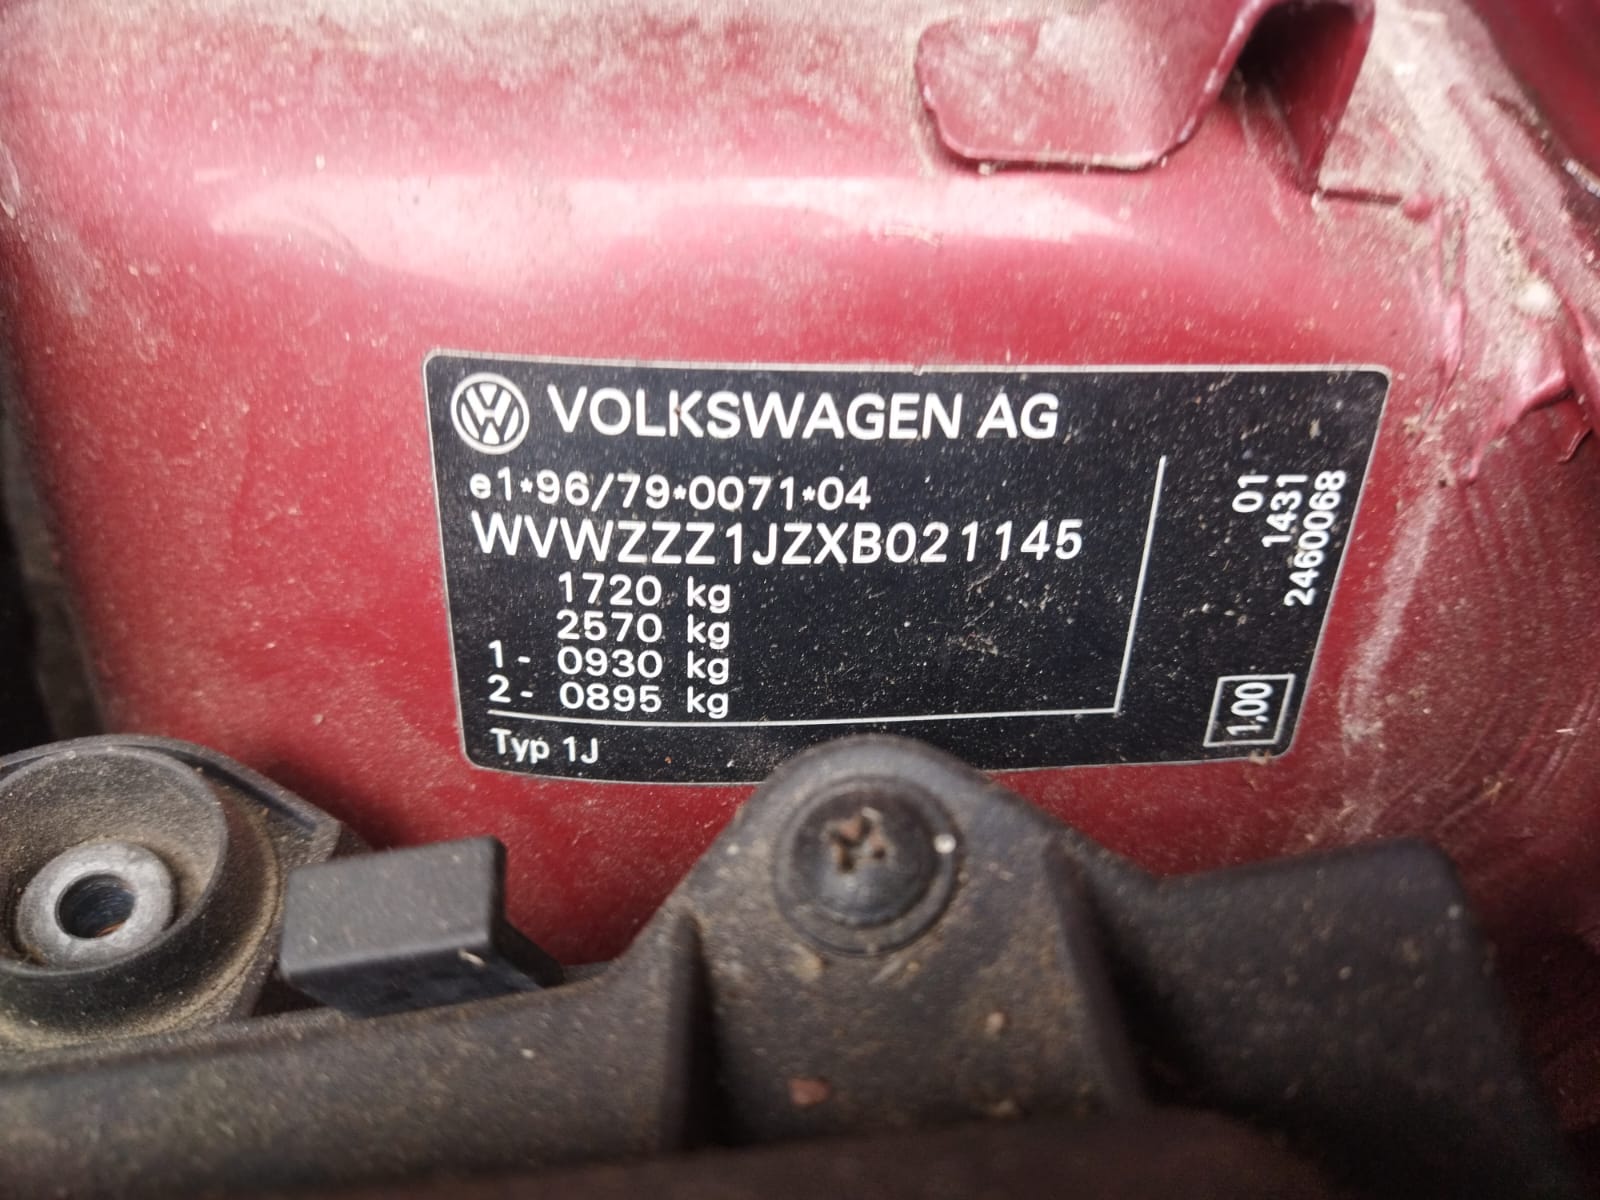 VOLKSWAGEN AG
e1*96/79*0071*04
WVWZZZ1JZXB021145
1720 kg
2570 kg
1- 0930 kg
2- 0895 kg
Typ 1J
01
1431
2460068
1,00